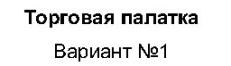 Торговая палатка
Вариант №1